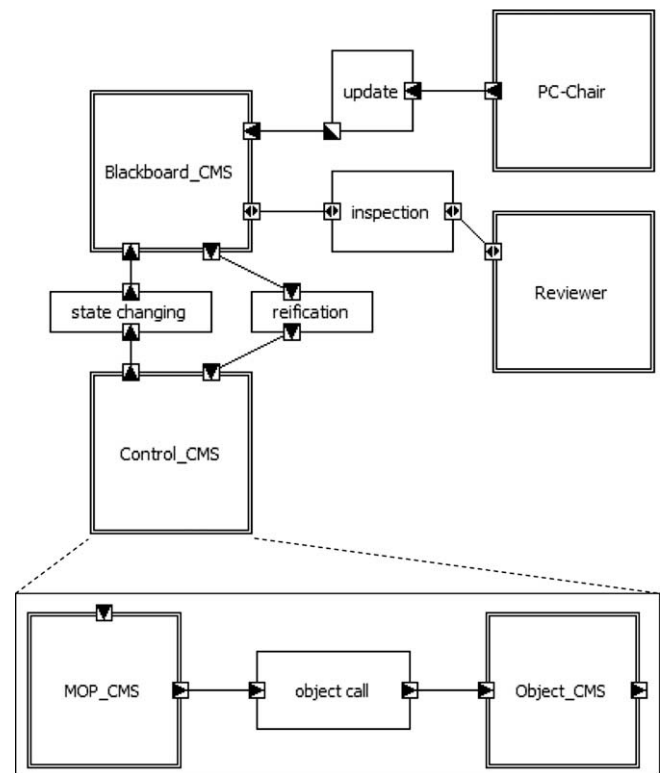 update
PC-Chair
Blackboard_CMS
inspection
Reviewer
state changing
reification
Control_CMS
MOP_CMS
object call
Object_CMS